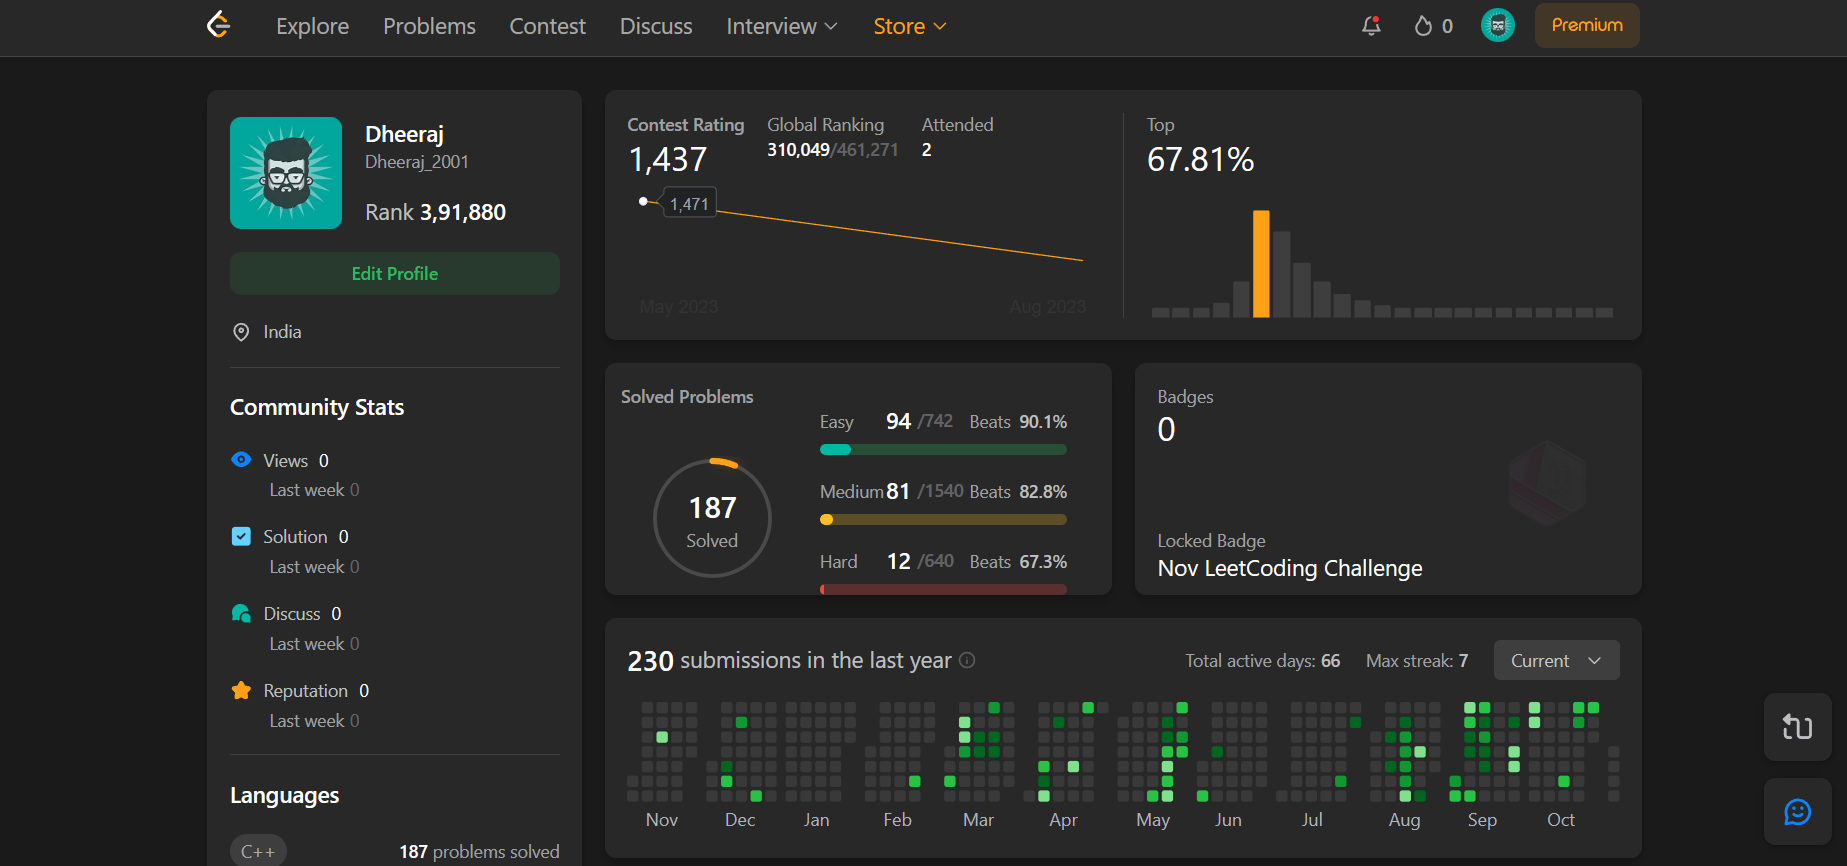 Explore Problems Contest Discuss Interview Store 0 Premium
Dheeraj
Dheeraj_2001
Rank 3,91,880
Edit Profile
India
Community Stats
Views 0
Last week 0
Solution 0
Last week 0
Discuss 0
Last week 0
Reputation 0
Last week 0
Languages
C++ 187 problems solved
Contest Rating
1,437
Global Ranking
310,049/461,271
Attended
2
1,471
May 2023 Aug 2023
Top
67.81%
Solved Problems
187
Solved
Easy 94 /742 Beats 90.1%
Medium 81 /1540 Beats 82.8%
Hard 12 /640 Beats 67.3%
Badges
0
Locked Badge
Nov LeetCoding Challenge
230 submissions in the last year Total active days: 66 Max streak: 7 Current
Nov Dec Jan Feb Mar Apr May Jun Jul Aug Sep Oct